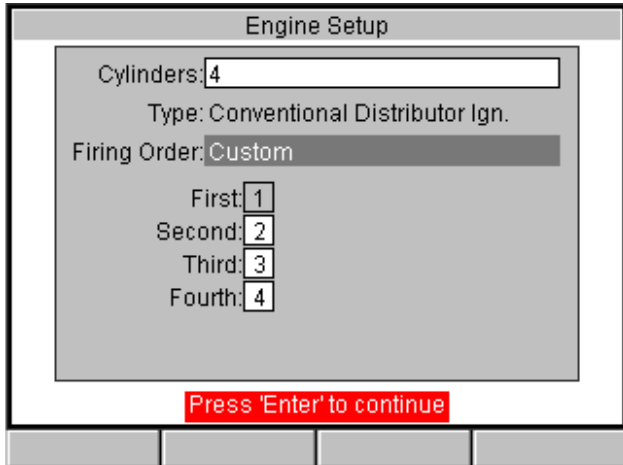 Engine Setup
Cylinders: 4
Type: Conventional Distributor Ign.
Firing Order: Custom
First: 1
Second: 2
Third: 3
Fourth: 4
Press 'Enter' to continue